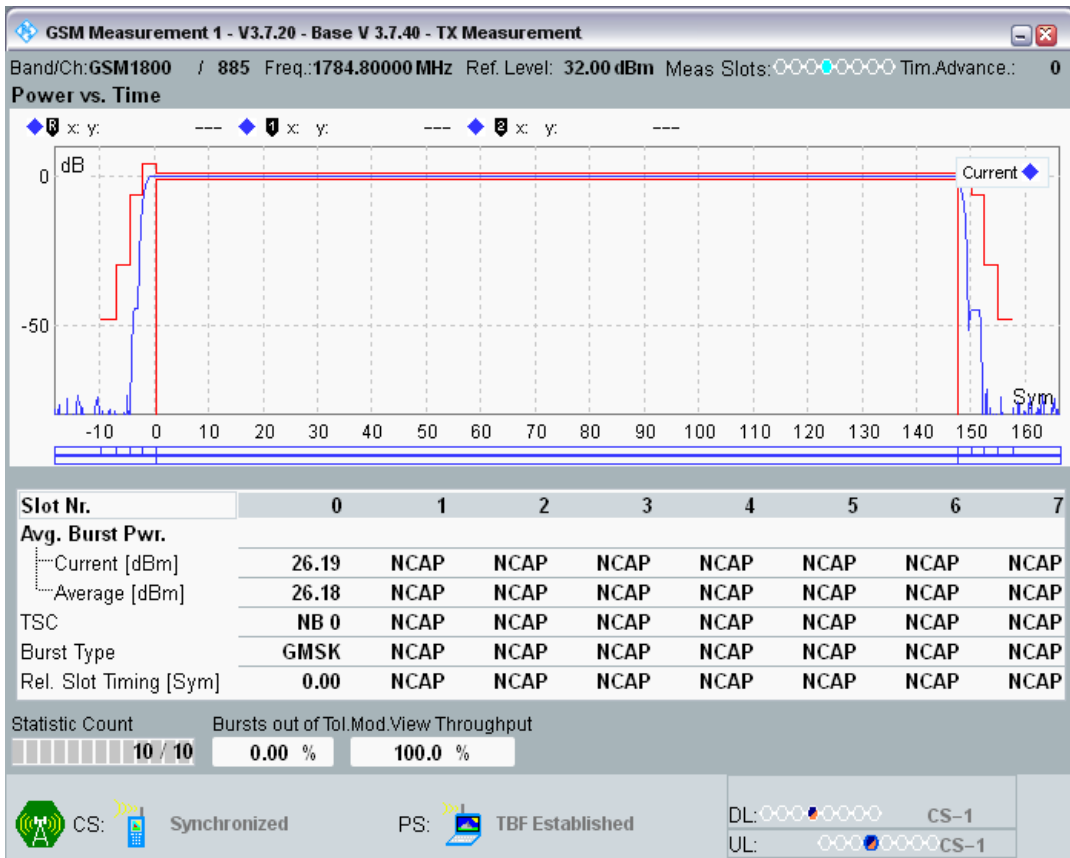 GSM Measurement 1 - V3.7.20 - Base V 3.7.40 - TX Measurement
Band/Ch:GSM1800 / 885 Freq.:1784.80000 MHz Ref. Level: 32.00 dBm Meas Slots: Tim.Advance.: 0
Power vs. Time
R x: y: --- 1 x: y: --- 2 x: y: ---
dB
Current
0
-50
Sym
-10 0 10 20 30 40 50 60 70 80 90 100 110 120 130 140 150 160
Slot Nr. 0 1 2 3 4 5 6 7
Avg. Burst Pwr.
Current [dBm] 26.19 NCAP NCAP NCAP NCAP NCAP NCAP NCAP
Average [dBm] 26.18 NCAP NCAP NCAP NCAP NCAP NCAP NCAP
TSC NB 0 NCAP NCAP NCAP NCAP NCAP NCAP NCAP
Burst Type GMSK NCAP NCAP NCAP NCAP NCAP NCAP NCAP
Rel. Slot Timing [Sym] 0.00 NCAP NCAP NCAP NCAP NCAP NCAP NCAP
Statistic Count Bursts out of Tol.Mod.View Throughput
10 / 10 0.00 % 100.0 %
CS: Synchronized PS: TBF Established
DL: CS-1
UL: CS-1